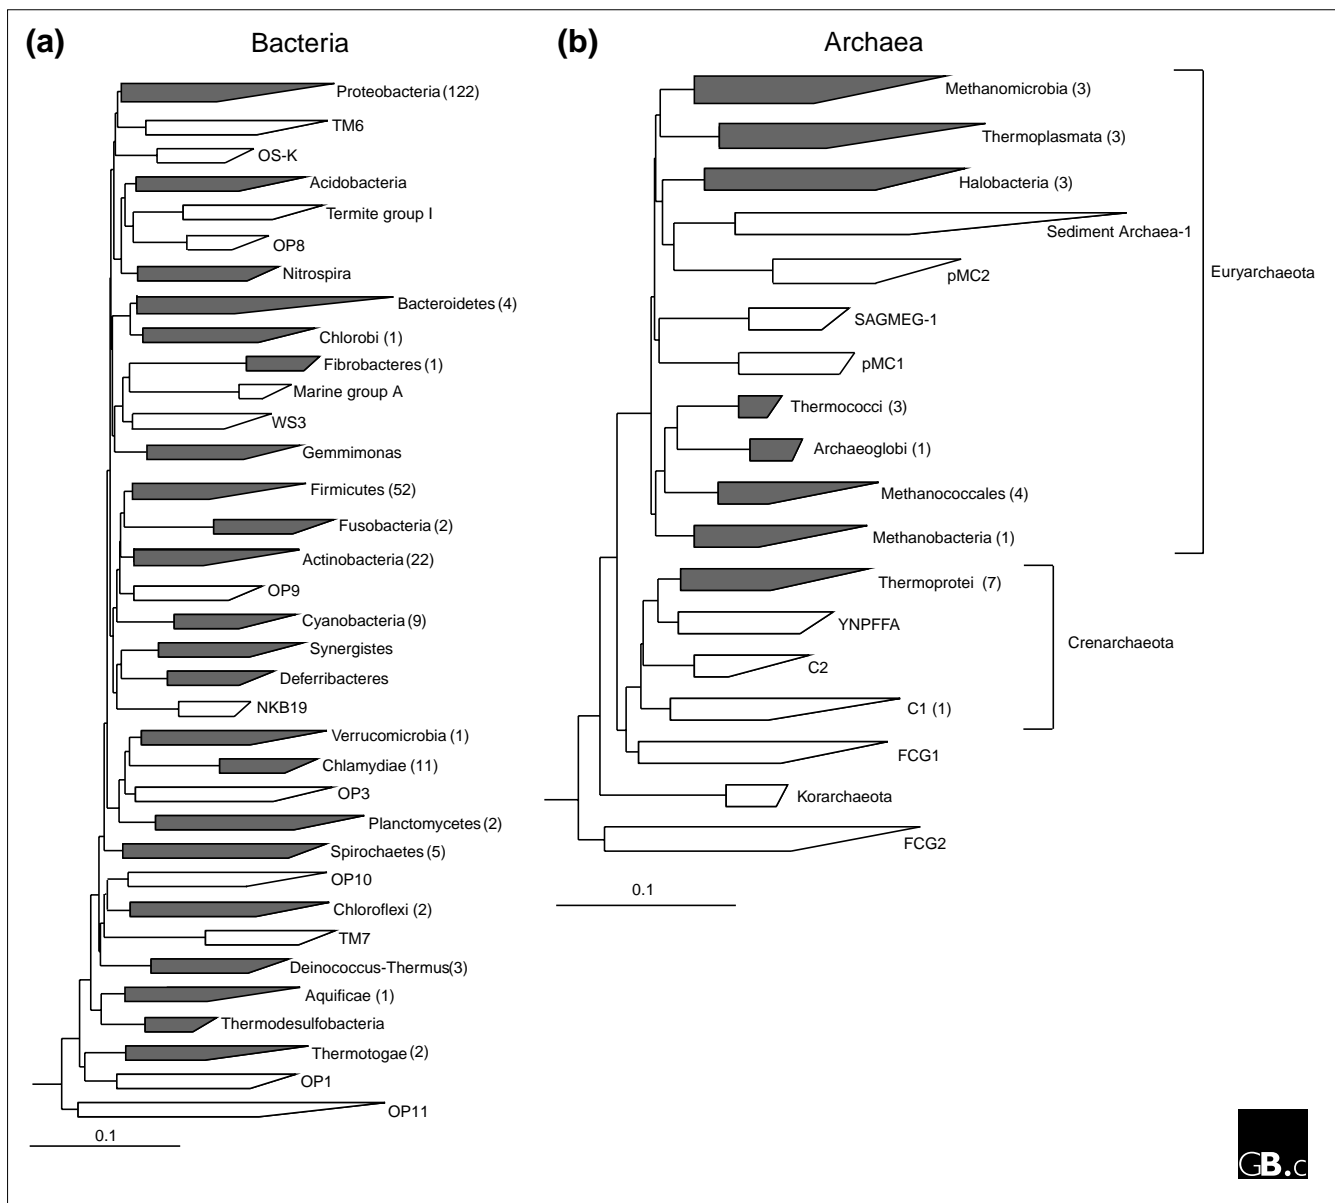 (a)
Bacteria
Proteobacteria (122)
TM6
OS-K
Acidobacteria
Termite group I
OP8
Nitrospira
Bacteroidetes (4)
Chlorobi (1)
Fibrobacteres (1)
Marine group A
WS3
Gemmimonas
Firmicutes (52)
Fusobacteria (2)
Actinobacteria (22)
OP9
Cyanobacteria (9)
Synergistes
Deferribacteres
NKB19
Verrucomicrobia (1)
Chlamydiae (11)
OP3
Planctomycetes (2)
Spirochaetes (5)
OP10
Chloroflexi (2)
TM7
Deinococcus-Thermus(3)
Aquificae (1)
Thermodesulfobacteria
Thermotogae (2)
OP1
OP11
0.1
(b)
Archaea
Methanomicrobia (3)
Thermoplasmata (3)
Halobacteria (3)
Sediment Archaea-1
pMC2
SAGMEG-1
pMC1
Thermococci (3)
Archaeoglobi (1)
Methanococcales (4)
Methanobacteria (1)
Euryarchaeota
Thermoprotei (7)
YNPFFA
C2
C1 (1)
Crenarchaeota
FCG1
Korarchaeota
FCG2
0.1
GB.c